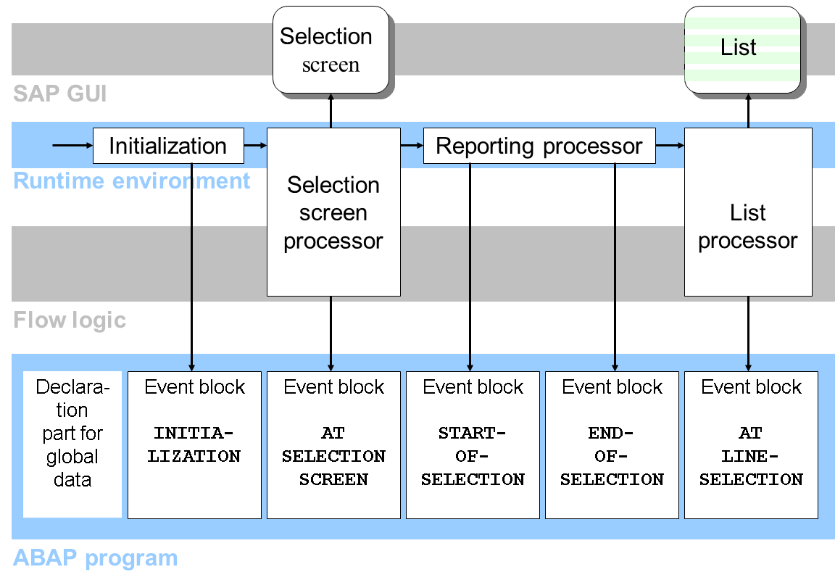 Selection
screen
List
SAP GUI
Initialization
Reporting processor
Runtime environment
Selection
screen
processor
List
processor
Flow logic
Declara-
tion
part for
global
data
Event block
INITIA-
LIZATION
Event block
AT
SELECTION
SCREEN
Event block
START-
OF-
SELECTION
Event block
END-
OF-
SELECTION
Event block
AT
LINE-
SELECTION
ABAP program